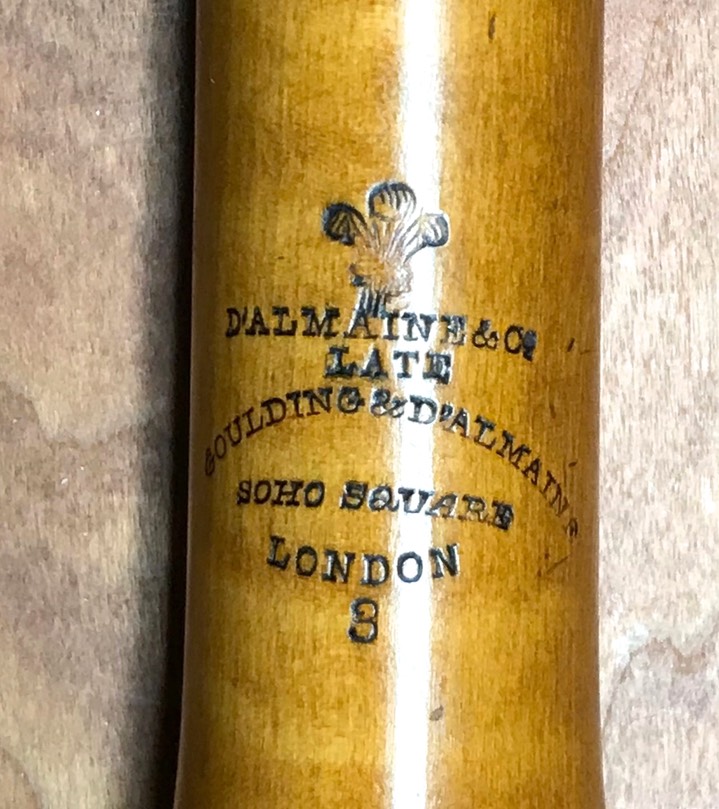 D'ALMAINE & Co
LATE
GOULDING & D'ALMAINE
SOHO SQUARE
LONDON
8